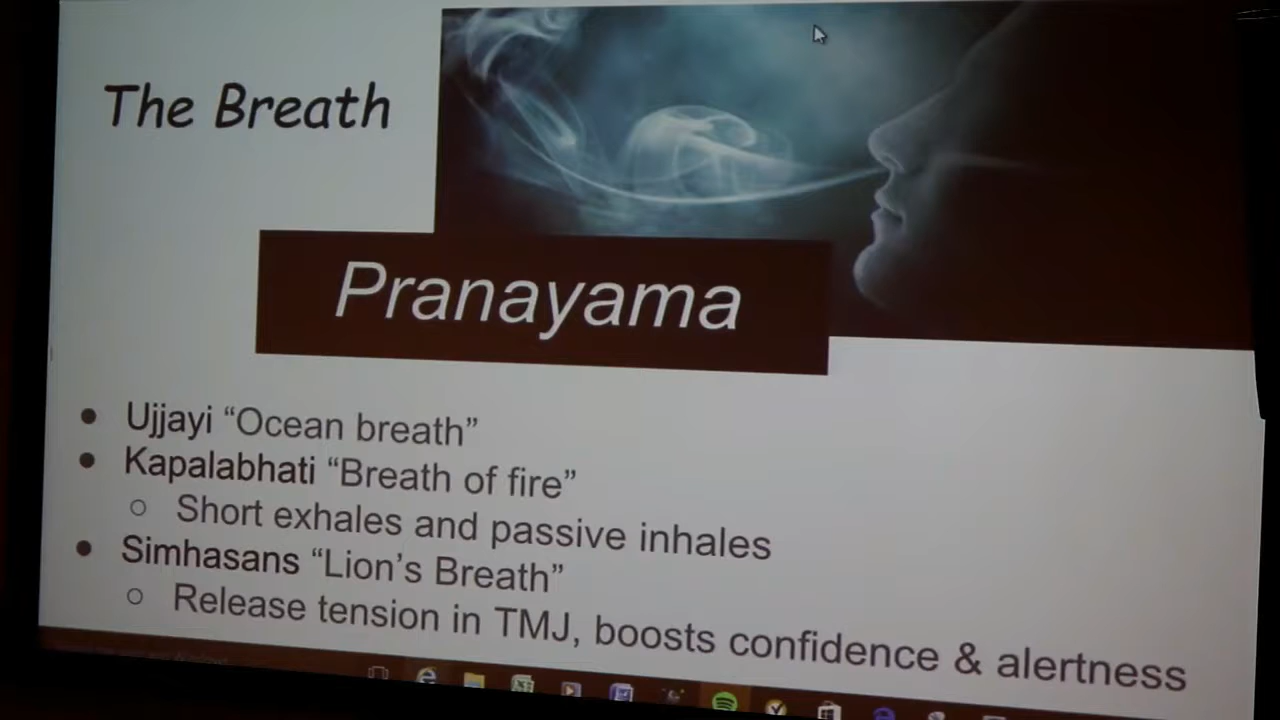 The Breath
Pranayama
● Ujjayi “Ocean breath”
● Kapalabhati “Breath of fire”
○ Short exhales and passive inhales
● Simhasans “Lion’s Breath”
○ Release tension in TMJ, boosts confidence & alertness